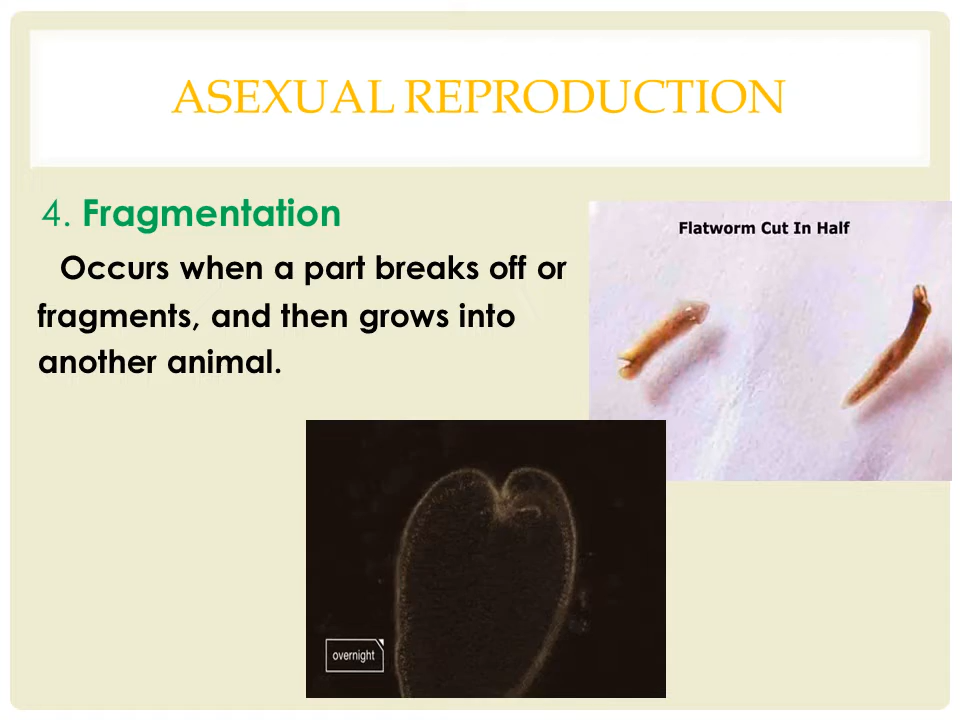 ASEXUAL REPRODUCTION
4. Fragmentation
Occurs when a part breaks off or
fragments, and then grows into
another animal.
Flatworm Cut In Half
overnight